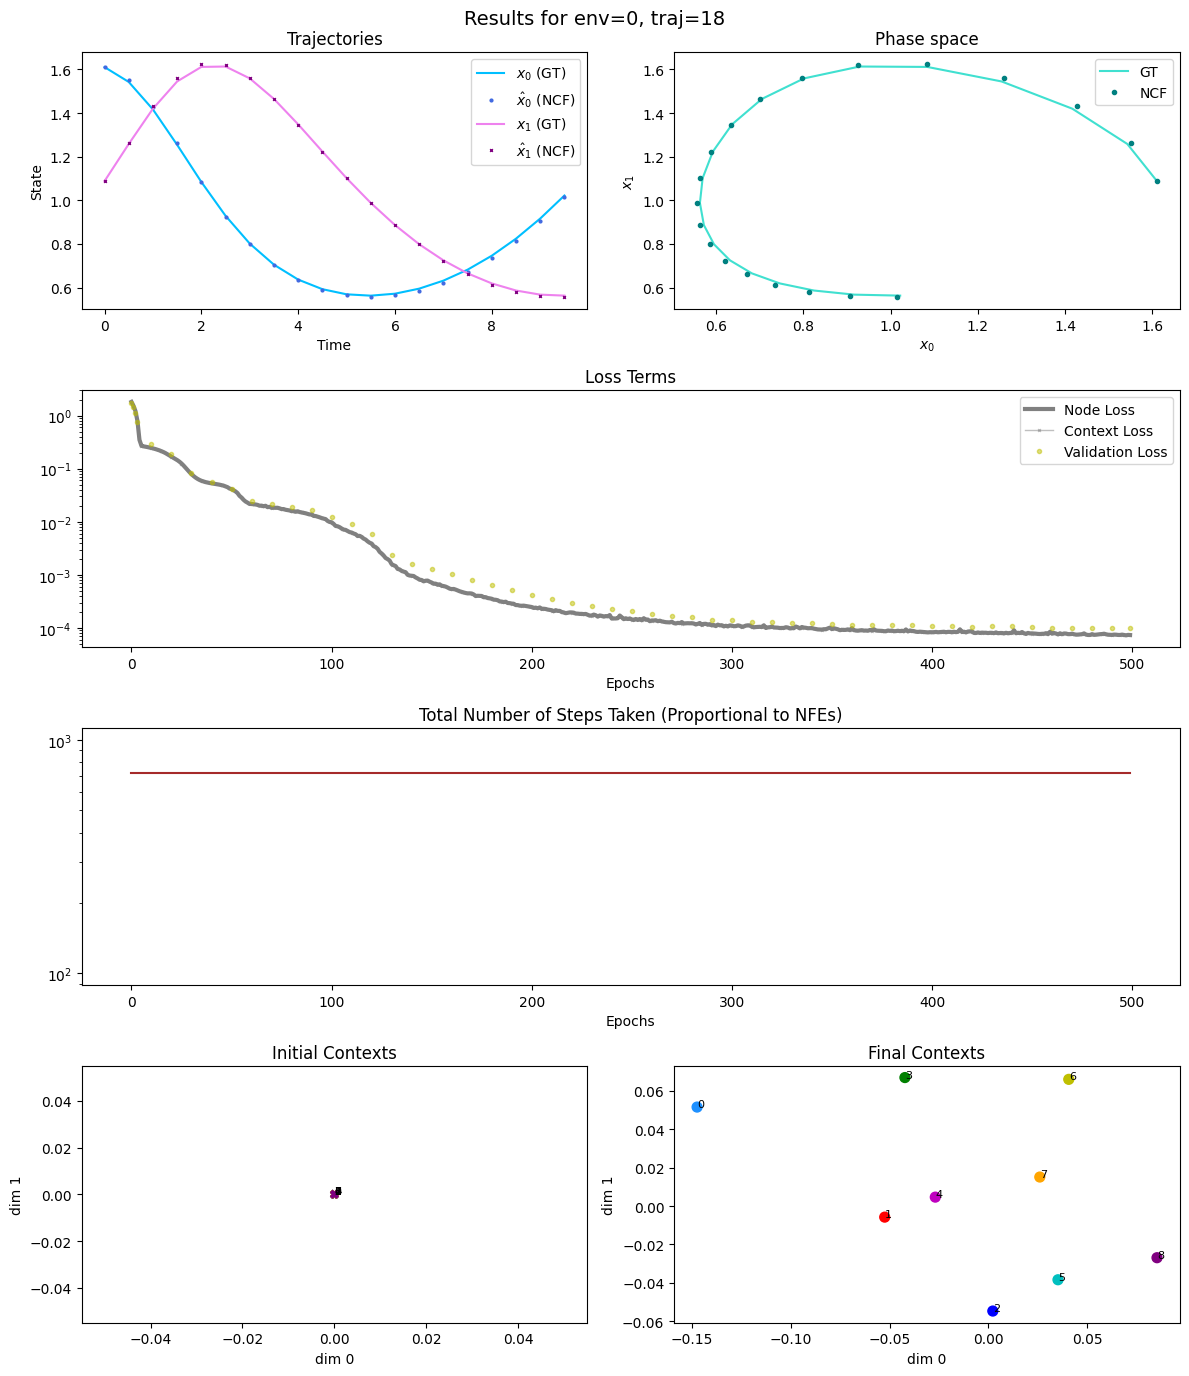 Results for env=0, traj=18
Trajectories
Phase space
1.6
1.4
1.2
1.0
0.8
0.6
State
0
2
4
6
8
Time
x₀ (GT)
x̂₀ (NCF)
x₁ (GT)
x̂₁ (NCF)
1.6
1.4
1.2
1.0
0.8
0.6
x₁
0.6
0.8
1.0
1.2
1.4
1.6
x₀
GT
NCF
Loss Terms
10⁰
10⁻¹
10⁻²
10⁻³
10⁻⁴
0
100
200
300
400
500
Epochs
Node Loss
Context Loss
Validation Loss
Total Number of Steps Taken (Proportional to NFEs)
10³
10²
0
100
200
300
400
500
Epochs
Initial Contexts
0.04
0.02
0.00
−0.02
−0.04
dim 1
−0.04
−0.02
0.00
0.02
0.04
dim 0
Final Contexts
0.06
0.04
0.02
0.00
−0.02
−0.04
−0.06
dim 1
−0.15
−0.10
−0.05
0.00
0.05
dim 0
0
3
6
7
4
1
8
5
2